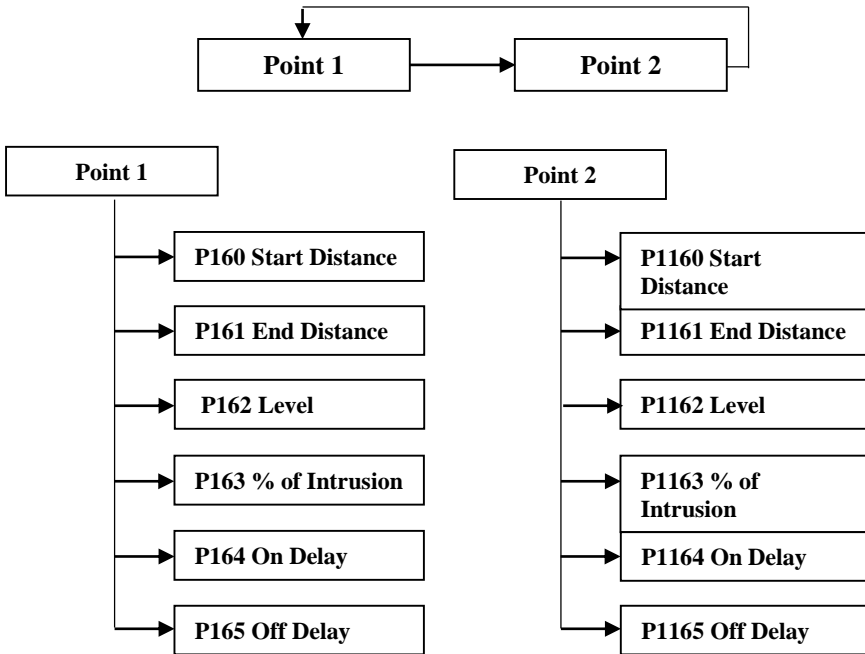 Point 1
Point 2
Point 1
P160 Start Distance
P161 End Distance
P162 Level
P163 % of Intrusion
P164 On Delay
P165 Off Delay
Point 2
P1160 Start
Distance
P1161 End Distance
P1162 Level
P1163 % of
Intrusion
P1164 On Delay
P1165 Off Delay